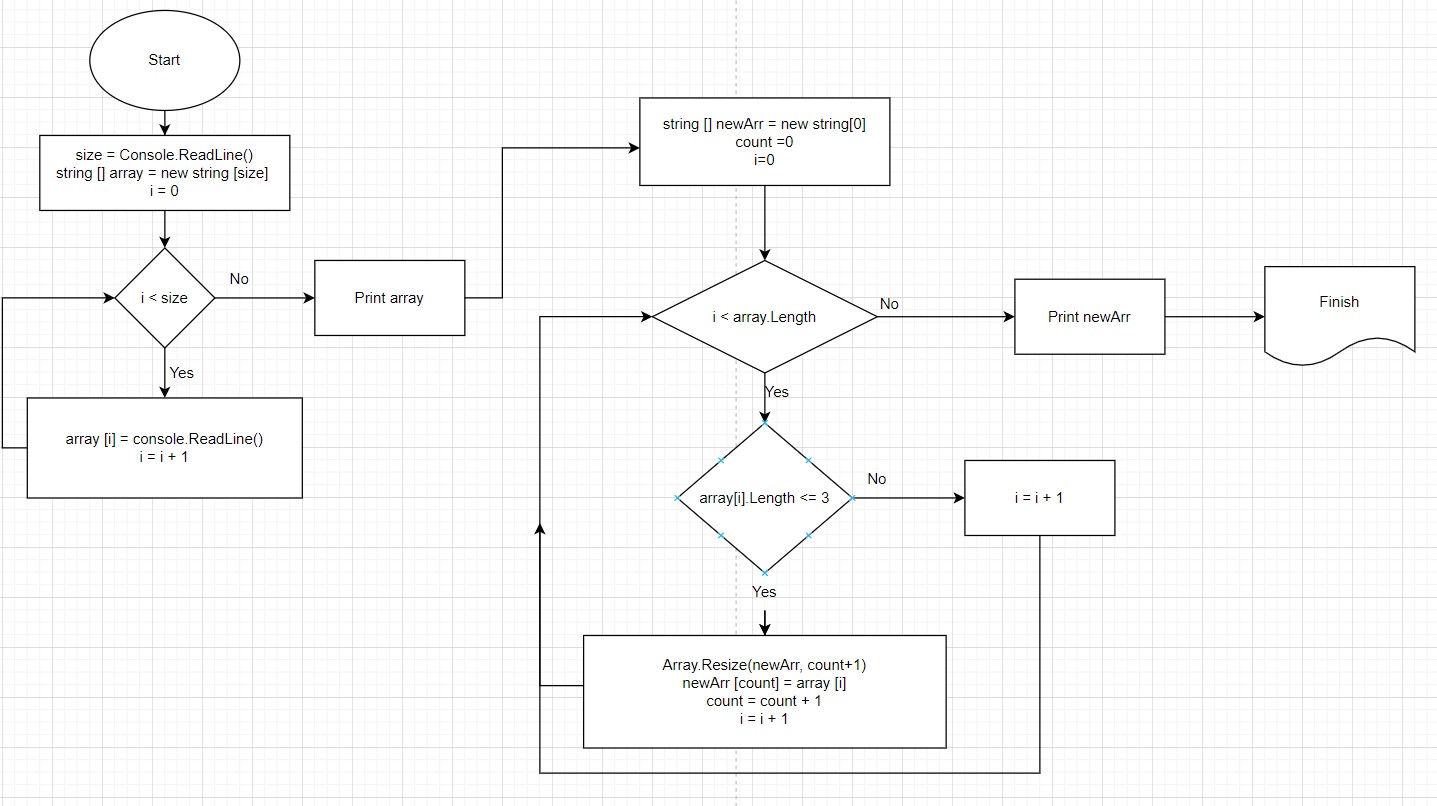 Start
size = Console.ReadLine()
string [] array = new string [size]
i = 0
i < size
No
Yes
array [i] = console.ReadLine()
i = i + 1
Print array
string [] newArr = new string[0]
count =0
i=0
i < array.Length
No
Print newArr
Finish
Yes
array[i].Length <= 3
No
i = i + 1
Yes
Array.Resize(newArr, count+1)
newArr [count] = array [i]
count = count + 1
i = i + 1